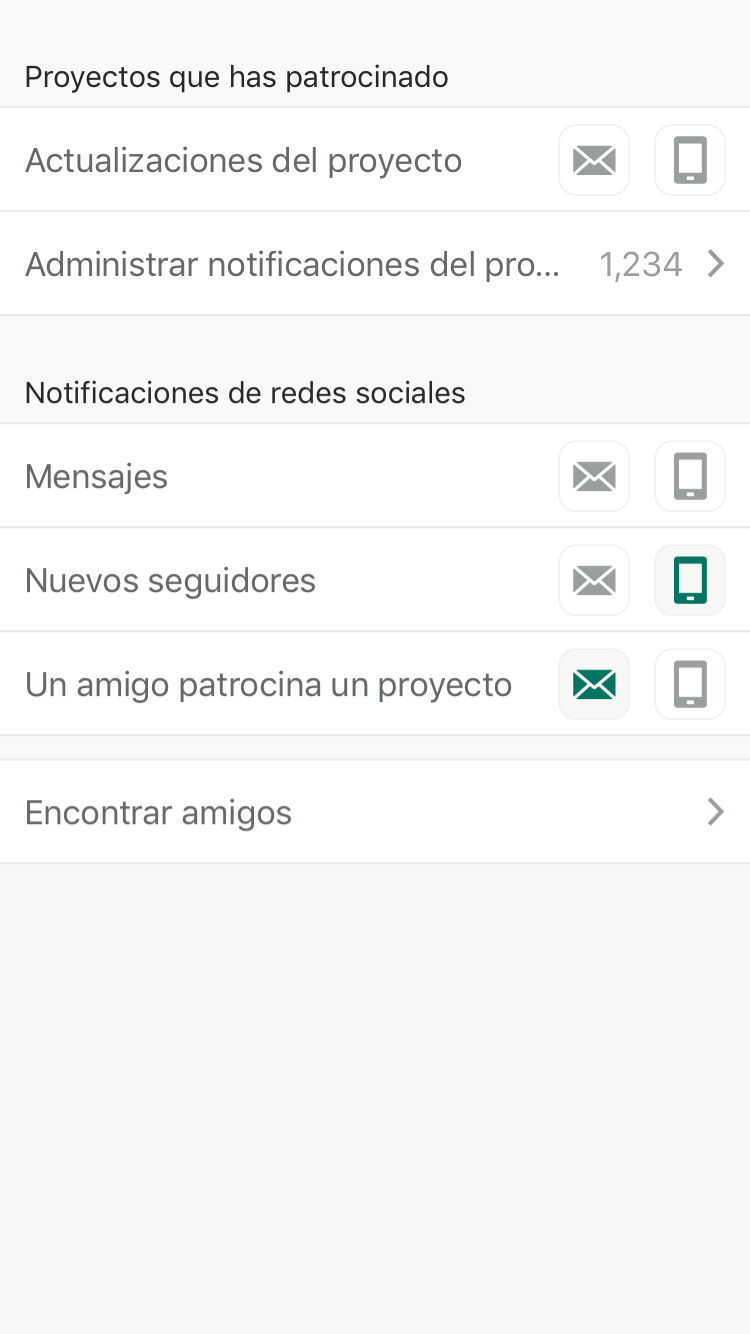 Proyectos que has patrocinado
Actualizaciones del proyecto
Administrar notificaciones del pro... 1,234
Notificaciones de redes sociales
Mensajes
Nuevos seguidores
Un amigo patrocina un proyecto
Encontrar amigos